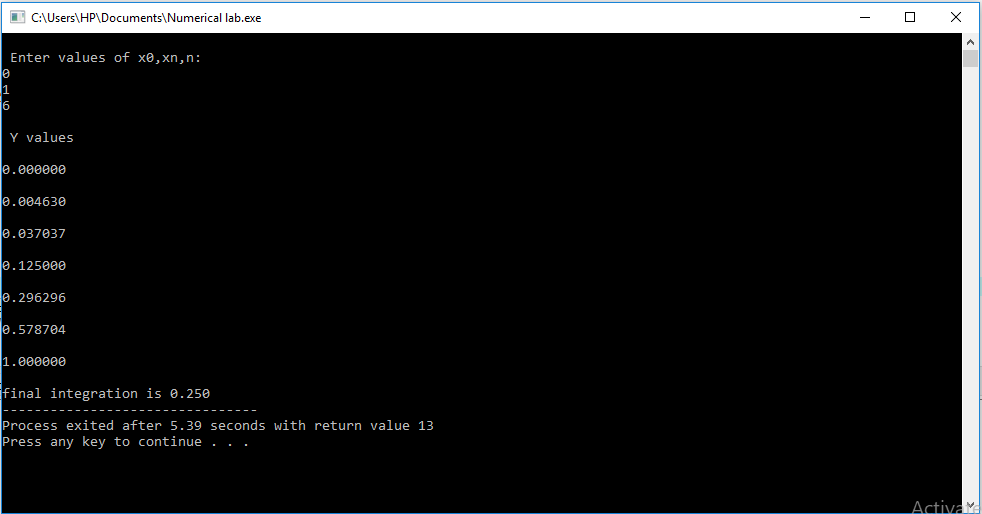 C:\Users\HP\Documents\Numerical lab.exe
Enter values of x0,xn,n:
0
1
6
Y values
0.000000
0.004630
0.037037
0.125000
0.296296
0.578704
1.000000
final integration is 0.250
--------------------------------
Process exited after 5.39 seconds with return value 13
Press any key to continue . . .